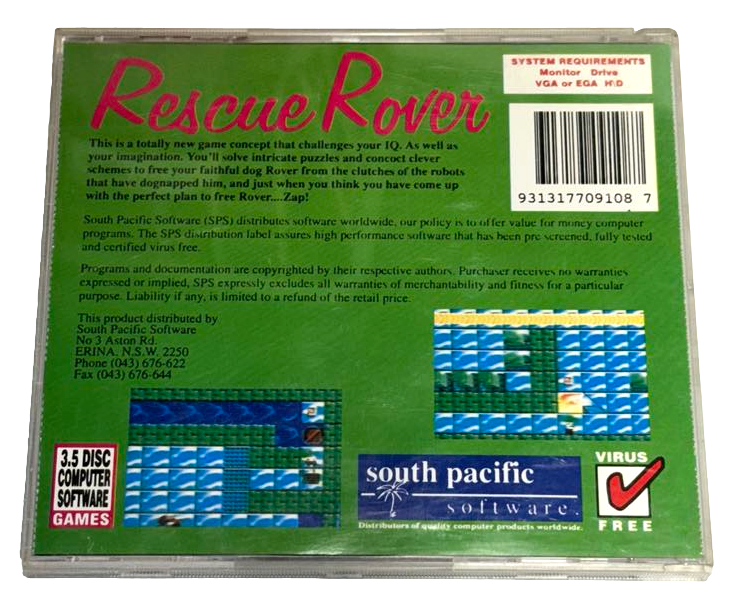 Rescue Rover
SYSTEM REQUIREMENTS
Monitor Drive
VGA or EGA H\D
This is a totally new game concept that challenges your IQ. As well as
your imagination. You'll solve intricate puzzles and concoct clever
schemes to free your faithful dog Rover from the clutches of the robots
that have dognapped him, and just when you think you have come up
with the perfect plan to free Rover....Zap!
931317709108 7
South Pacific Software (SPS) distributes software worldwide, our policy is to offer value for money computer
programs. The SPS distribution label assures high performance software that has been pre screened, fully tested
and certified virus free.
Programs and documentation are copyrighted by their respective authors. Purchaser receives no warranties
expressed or implied, SPS expressly excludes all warranties of merchantability and fitness for a particular
purpose. Liability if any, is limited to a refund of the retail price.
This product distributed by
South Pacific Software
No 3 Aston Rd.
ERINA. N.S.W. 2250
Phone (043) 676-622
Fax (043) 676-644
3.5 DISC
COMPUTER
SOFTWARE
GAMES
south pacific
software.
Distributors of quality computer products worldwide.
VIRUS
FREE